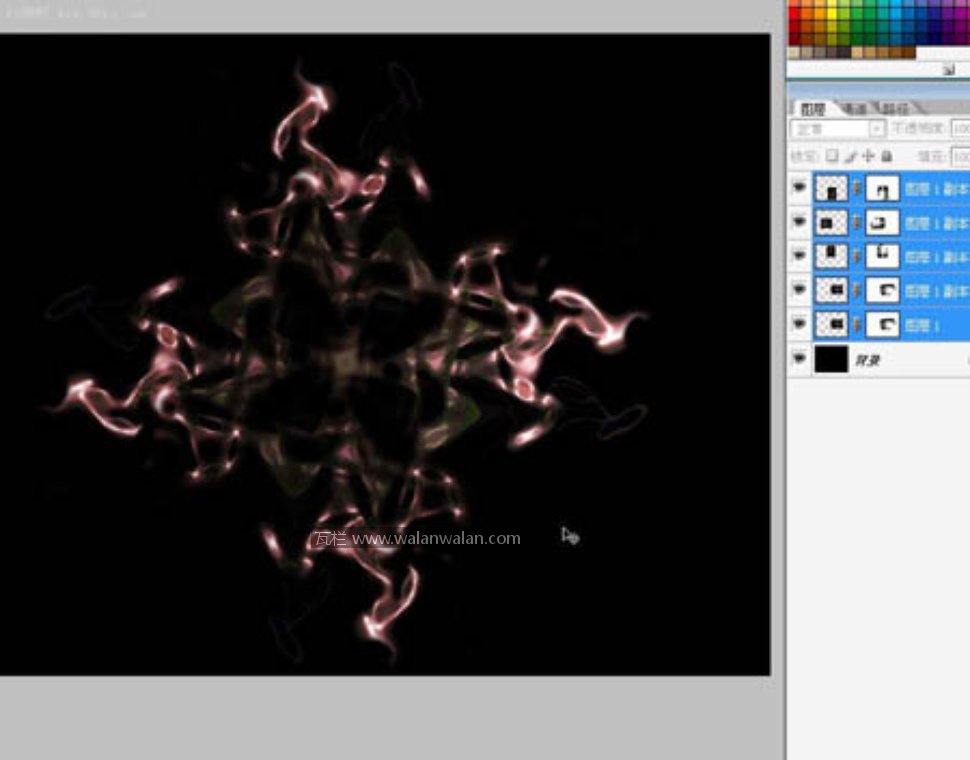 图层 通道 路径
正常 不透明度: 100
锁定: 填充: 100
图层 1 副本
图层 1 副本
图层 1 副本
图层 1 副本
图层 1
背景
瓦栏 www.walanwalan.com